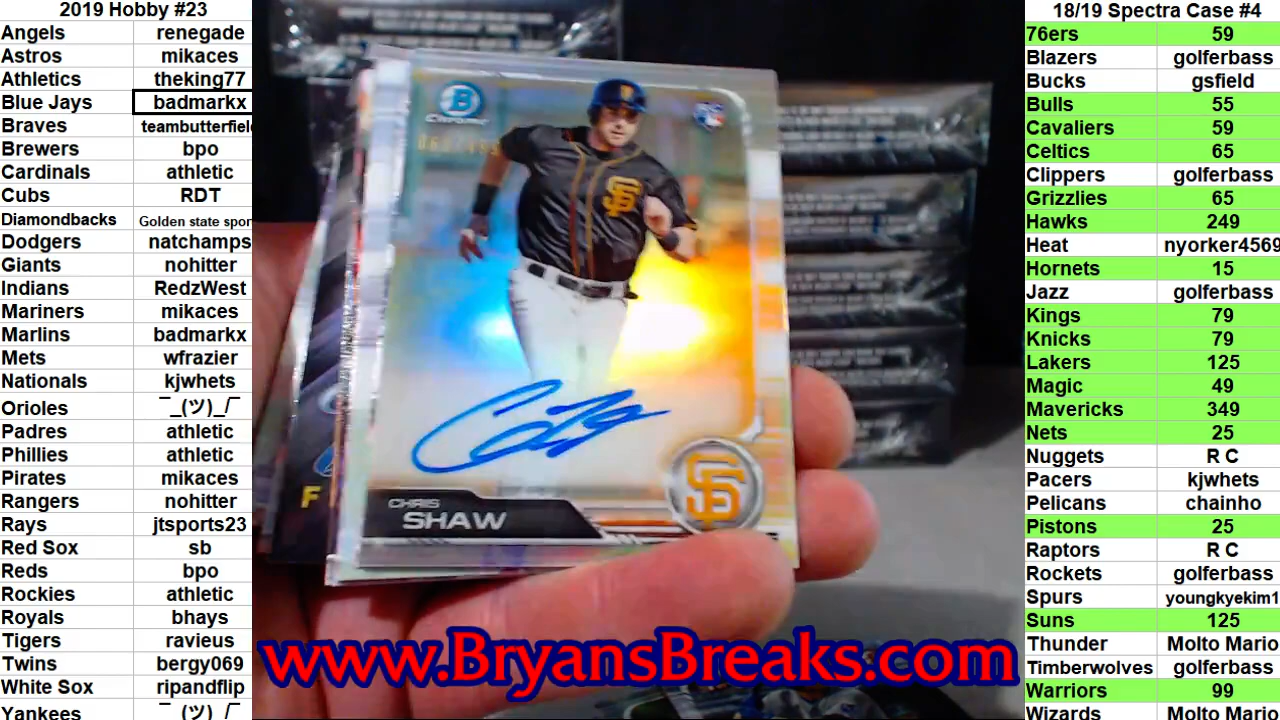 2019 Hobby #23
Angels renegade
Astros mikaces
Athletics theking77
Blue Jays badmarkx
Braves teambutterfield
Brewers bpo
Cardinals athletic
Cubs RDT
Diamondbacks Golden state spor
Dodgers natchamps
Giants nohitter
Indians RedzWest
Mariners mikaces
Marlins badmarkx
Mets wfrazier
Nationals kjwhets
Orioles ¯_(ツ)_/¯
Padres athletic
Phillies athletic
Pirates mikaces
Rangers nohitter
Rays jtsports23
Red Sox sb
Reds bpo
Rockies athletic
Royals bhays
Tigers ravieus
Twins bergy069
White Sox ripandflip
Yankees ¯_(ツ)_/¯
B
Chrome
SF
SF
CHRIS
SHAW
F
www.BryansBreaks.com
18/19 Spectra Case #4
76ers 59
Blazers golferbass
Bucks gsfield
Bulls 55
Cavaliers 59
Celtics 65
Clippers golferbass
Grizzlies 65
Hawks 249
Heat nyorker4569
Hornets 15
Jazz golferbass
Kings 79
Knicks 79
Lakers 125
Magic 49
Mavericks 349
Nets 25
Nuggets R C
Pacers kjwhets
Pelicans chainho
Pistons 25
Raptors R C
Rockets golferbass
Spurs youngkyekim1
Suns 125
Thunder Molto Mario
Timberwolves golferbass
Warriors 99
Wizards Molto Mario